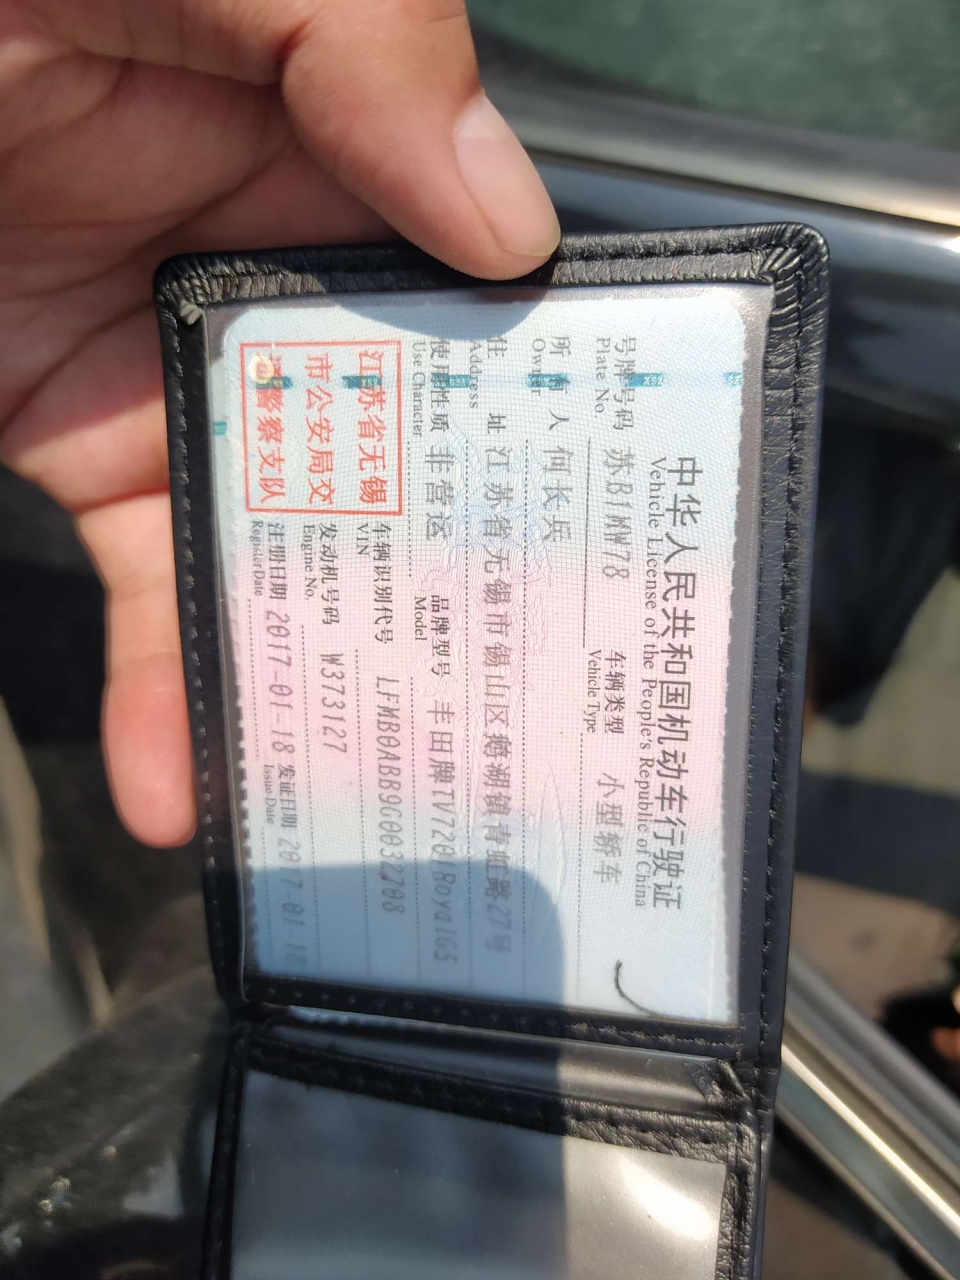 中华人民共和国机动车行驶证
Vehicle License of the People's Republic of China
号牌号码 苏B1MW78 车辆类型 小型轿车
Plate No. Vehicle Type
所有人 何长兵
Owner
住址 江苏省无锡市锡山区鹅湖镇青虹路27号
Address
使用性质 非营运 品牌型号 丰田牌TV7201Royal6S
Use Character Model
江苏省无锡
市公安局交
通警察支队
车辆识别代号 LFMB0ABB9G0032708
VIN
发动机号码 W373127
Engine No.
注册日期 2017-01-18 发证日期 2017-01-18
Register Date Issue Date